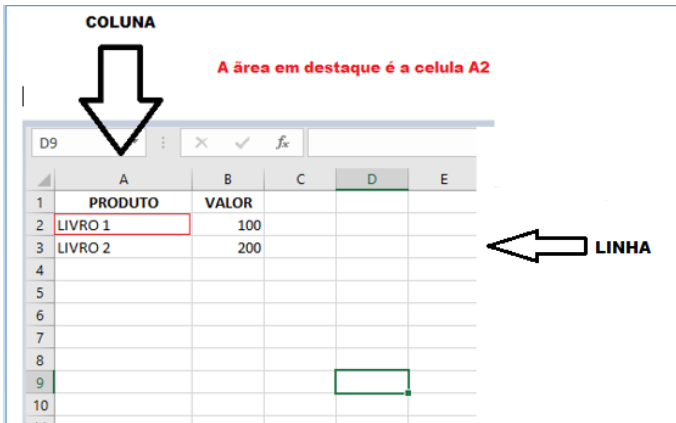 COLUNA
A ãrea em destaque é a celula A2
D9 fx
A B C D E
1 PRODUTO VALOR
2 LIVRO 1 100
3 LIVRO 2 200
LINHA
4
5
6
7
8
9
10